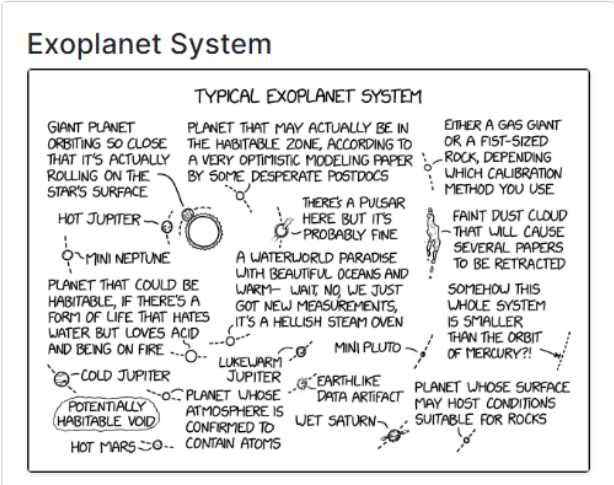 Exoplanet System
TYPICAL EXOPLANET SYSTEM
GIANT PLANET
ORBITING SO CLOSE
THAT IT'S ACTUALLY
ROLLING ON THE
STAR'S SURFACE
PLANET THAT MAY ACTUALLY BE IN
THE HABITABLE ZONE, ACCORDING TO
A VERY OPTIMISTIC MODELING PAPER
BY SOME DESPERATE POSTDOCS
EITHER A GAS GIANT
OR A FIST-SIZED
ROCK, DEPENDING
WHICH CALIBRATION
METHOD YOU USE
HOT JUPITER
THERE'S A PULSAR
HERE BUT IT'S
PROBABLY FINE
FAINT DUST CLOUD
THAT WILL CAUSE
SEVERAL PAPERS
TO BE RETRACTED
MINI NEPTUNE
A WATERWORLD PARADISE
WITH BEAUTIFUL OCEANS AND
WARM— WAIT, NO, WE JUST
GOT NEW MEASUREMENTS,
IT'S A HELLISH STEAM OVEN
PLANET THAT COULD BE
HABITABLE, IF THERE'S A
FORM OF LIFE THAT HATES
WATER BUT LOVES ACID
AND BEING ON FIRE
SOMEHOW THIS
WHOLE SYSTEM
IS SMALLER
THAN THE ORBIT
OF MERCURY?!
LUKEWARM
JUPITER
MINI PLUTO
COLD JUPITER
EARTHLIKE
DATA ARTIFACT
PLANET WHOSE
ATMOSPHERE IS
CONFIRMED TO
CONTAIN ATOMS
PLANET WHOSE SURFACE
MAY HOST CONDITIONS
SUITABLE FOR ROCKS
POTENTIALLY
HABITABLE VOID
WET SATURN
HOT MARS